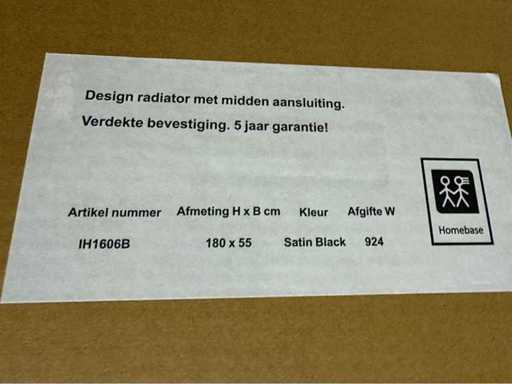 Design radiator met midden aansluiting.
Verdekte bevestiging. 5 jaar garantie!
Artikel nummer Afmeting H x B cm Kleur Afgifte W
IH1606B 180 x 55 Satin Black 924
Homebase